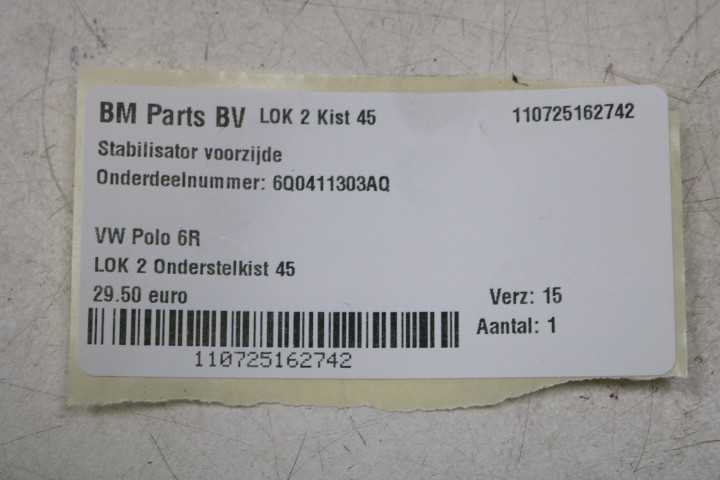 BM Parts BV LOK 2 Kist 45 110725162742
Stabilisator voorzijde
Onderdeelnummer: 6Q0411303AQ
VW Polo 6R
LOK 2 Onderstelkist 45
29.50 euro Verz: 15
Aantal: 1
110725162742